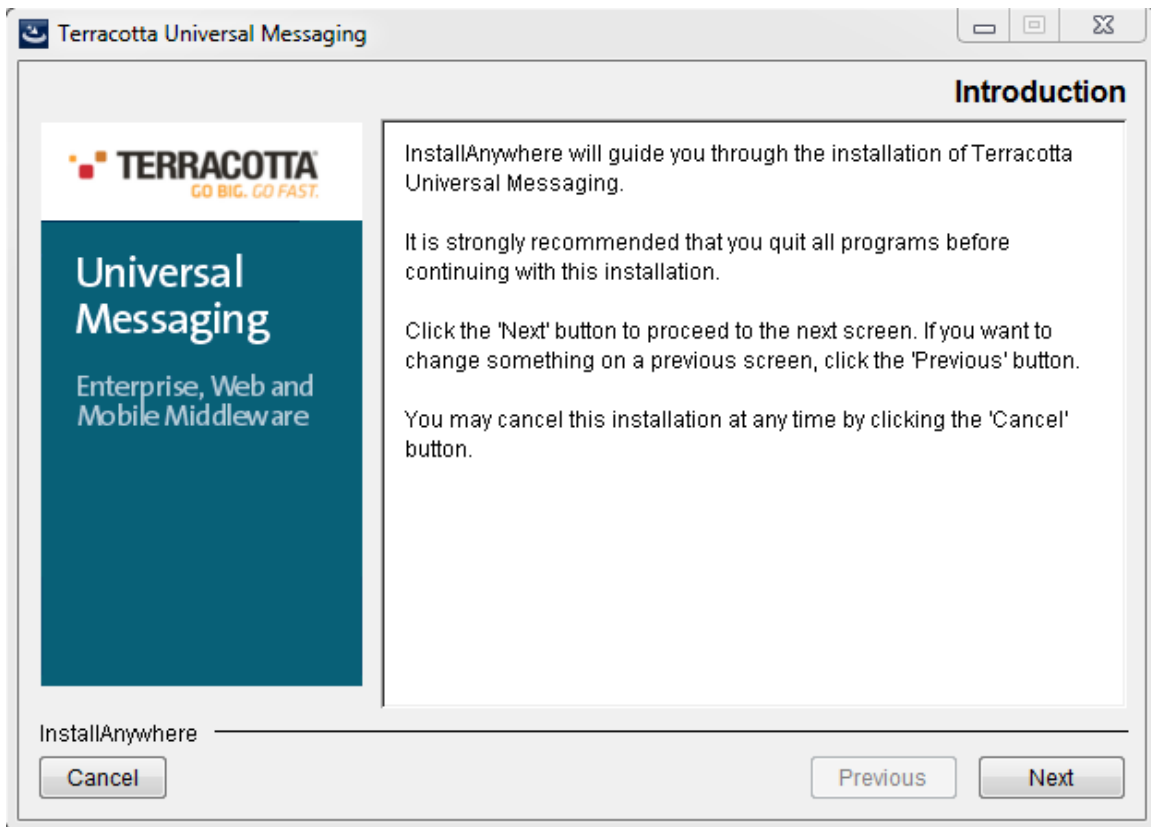 Terracotta Universal Messaging
Introduction
TERRACOTTA
GO BIG. GO FAST.
Universal
Messaging
Enterprise, Web and
Mobile Middleware
InstallAnywhere will guide you through the installation of Terracotta
Universal Messaging.
It is strongly recommended that you quit all programs before
continuing with this installation.
Click the 'Next' button to proceed to the next screen. If you want to
change something on a previous screen, click the 'Previous' button.
You may cancel this installation at any time by clicking the 'Cancel'
button.
InstallAnywhere
Cancel
Previous
Next